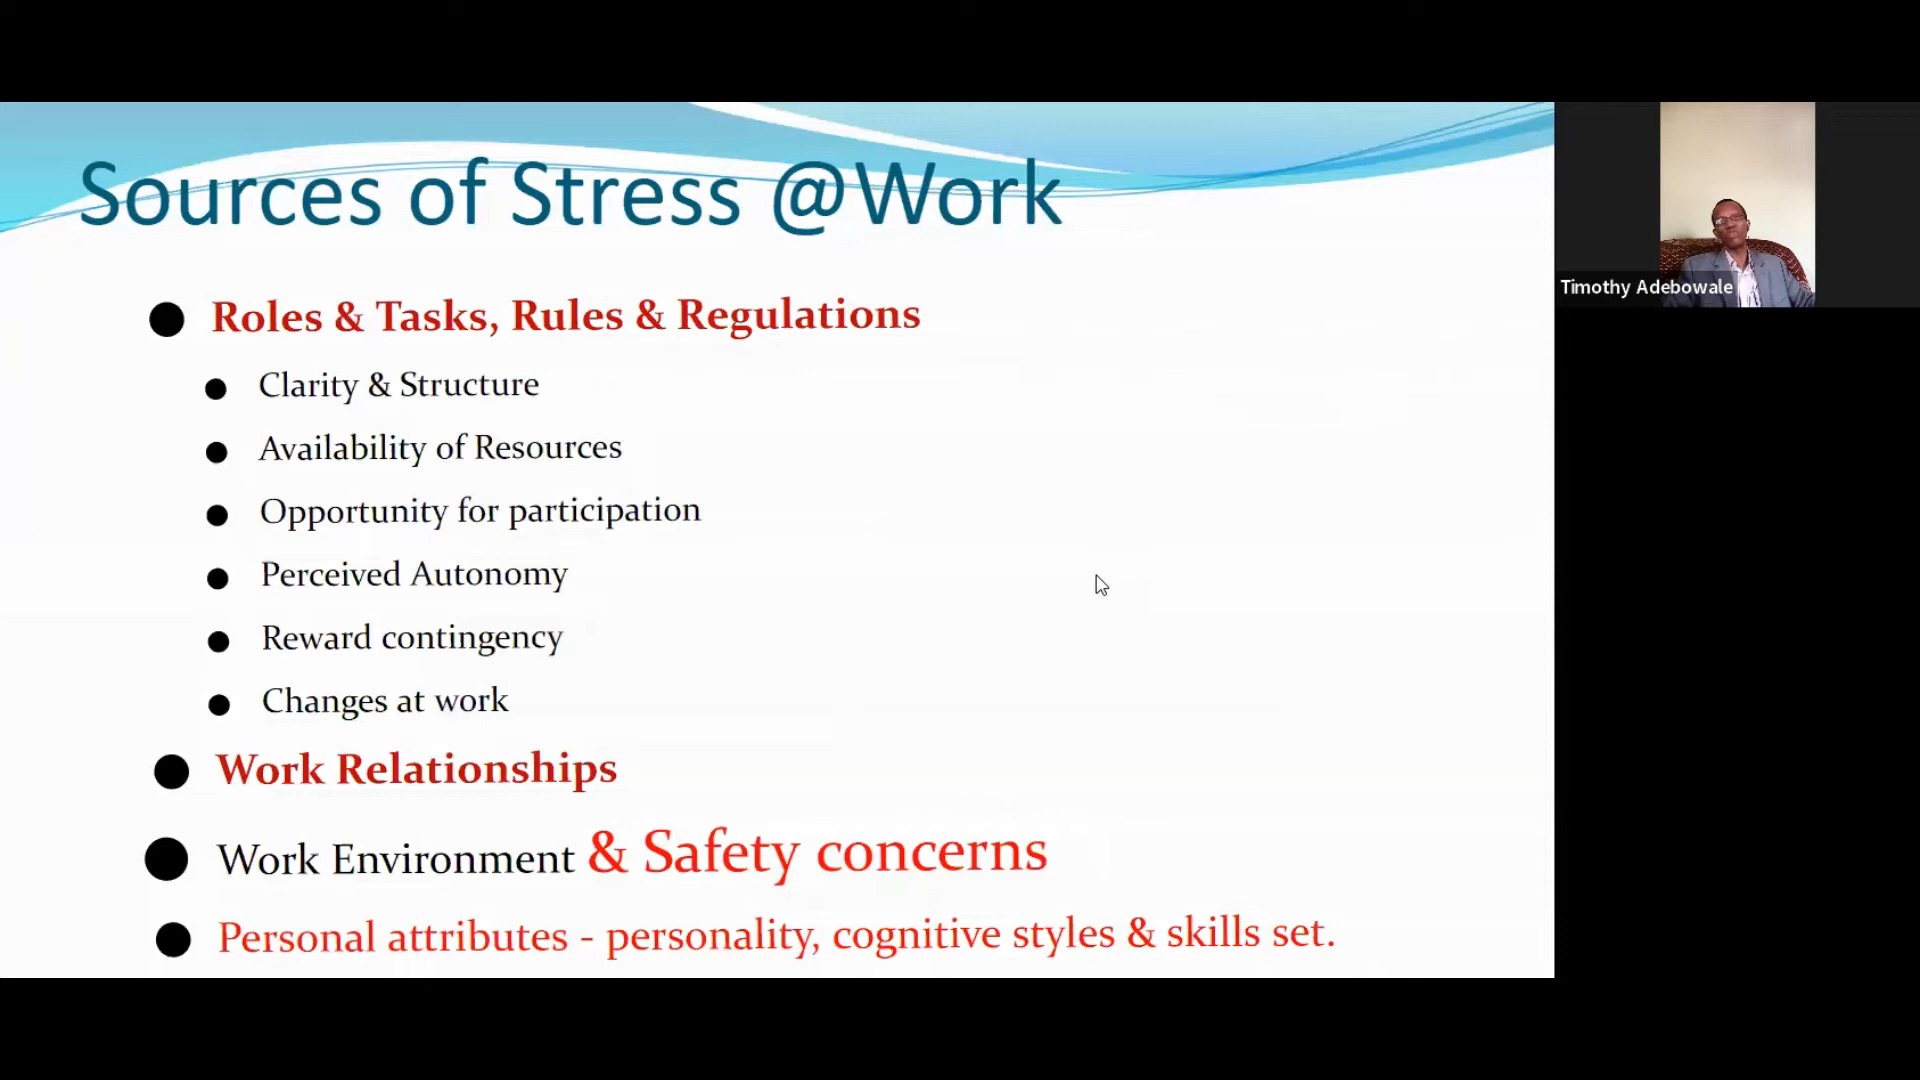 Sources of Stress @Work
Roles & Tasks, Rules & Regulations
Clarity & Structure
Availability of Resources
Opportunity for participation
Perceived Autonomy
Reward contingency
Changes at work
Work Relationships
Work Environment & Safety concerns
Personal attributes - personality, cognitive styles & skills set.
Timothy Adebowale